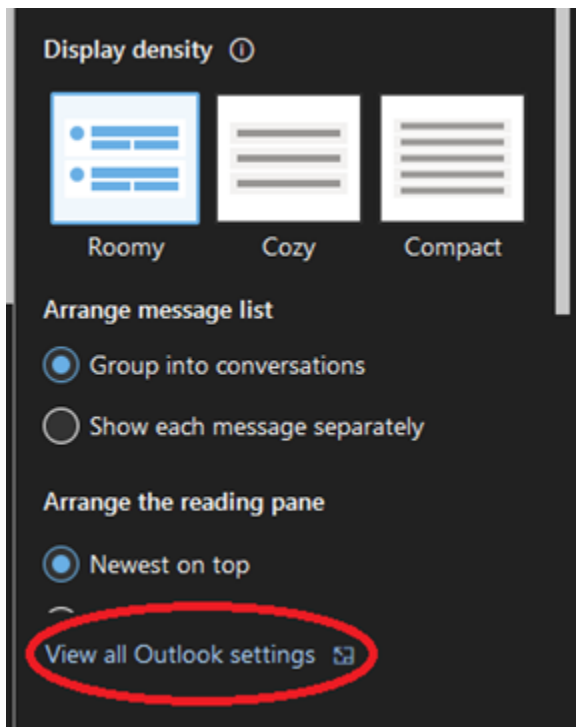 Display density
Roomy Cozy Compact
Arrange message list
Group into conversations
Show each message separately
Arrange the reading pane
Newest on top
View all Outlook settings